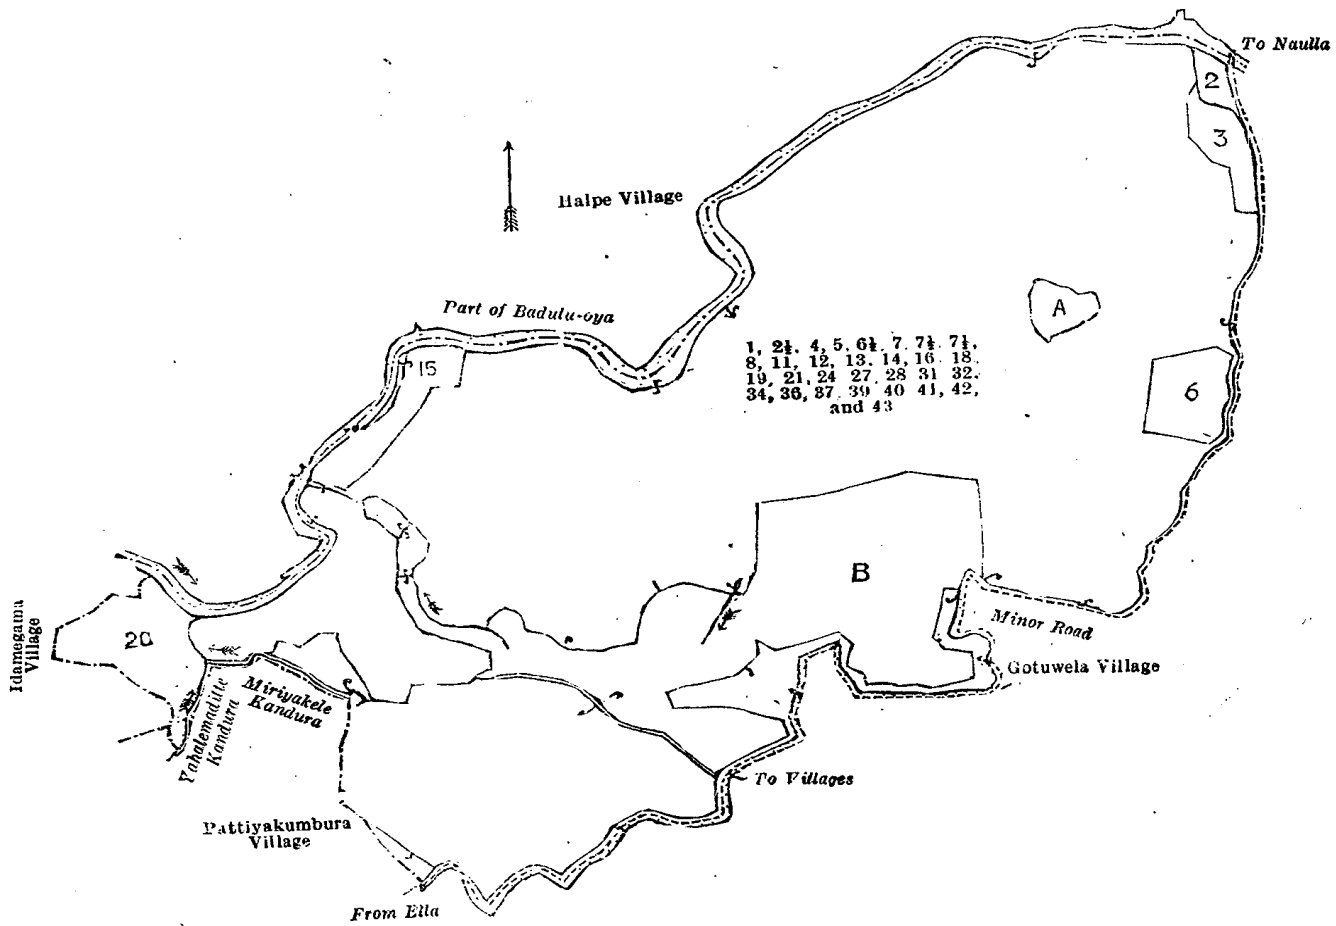 To Naulla
2
3
Halpe Village
A
Part of Badulu-oya
1, 2½, 4, 5, 6½, 7, 7½, 7½,
8, 11, 12, 13, 14, 16, 18,
19, 21, 24, 27, 28, 31, 32,
34, 36, 37, 39, 40, 41, 42,
and 43
15
6
B
Idamegama
Village
20
Minor Road
Gotuwela Village
Miriyakele
Kandura
Yahalemaditte
Kandura
To Villages
Pattiyakumbura
Village
From Ella